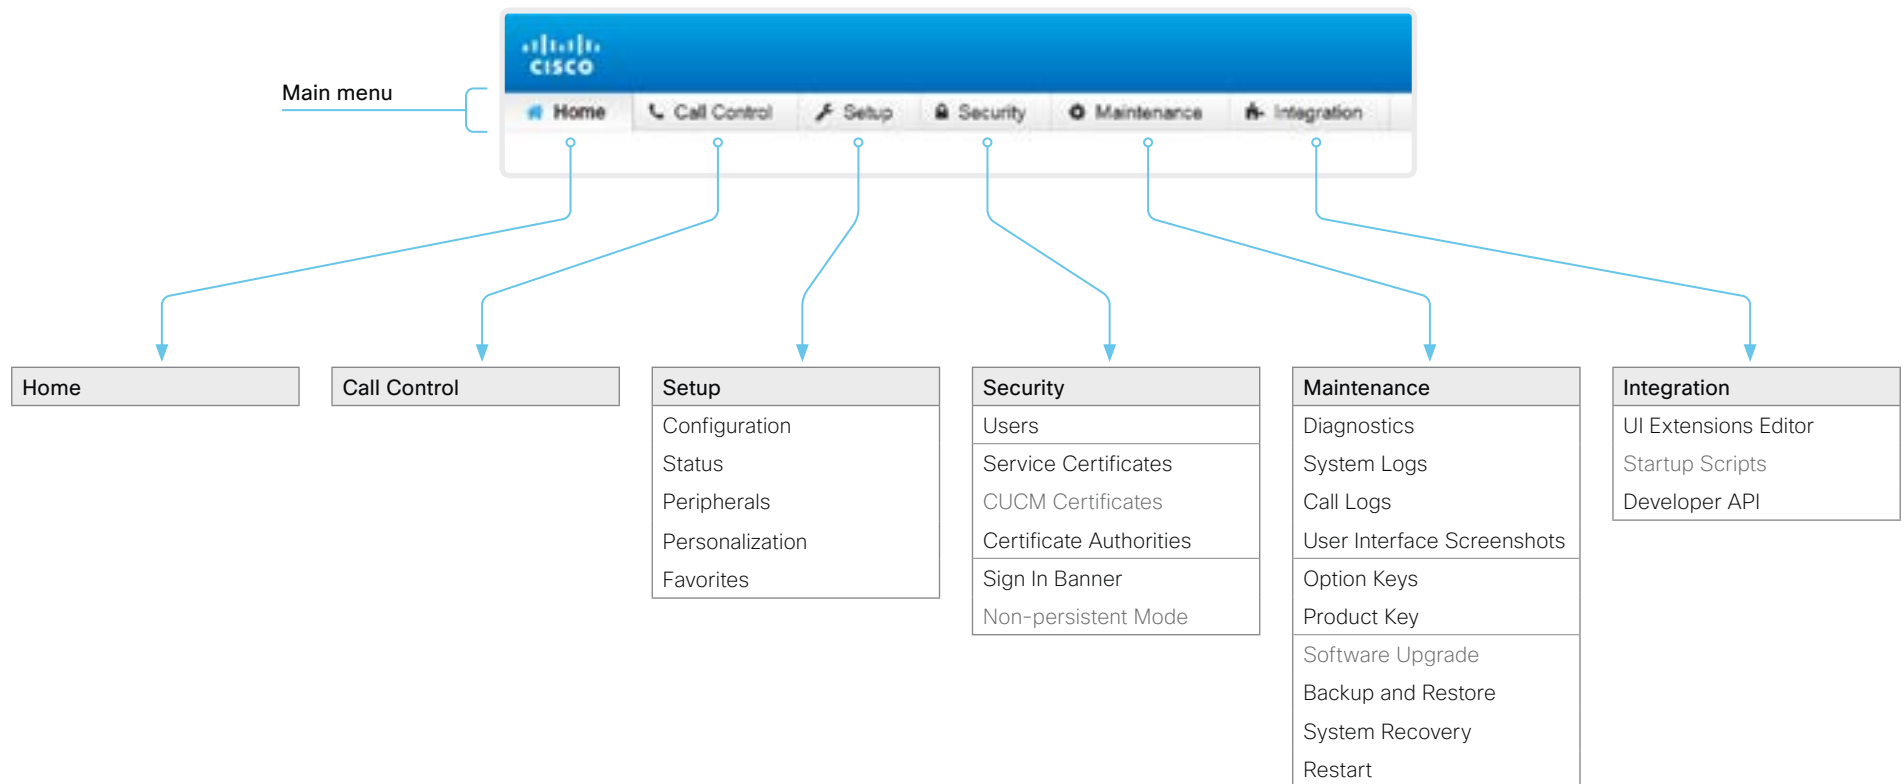 CISCO
Main menu
Home Call Control Setup Security Maintenance Integration
Home
Call Control
Setup
Configuration
Status
Peripherals
Personalization
Favorites
Security
Users
Service Certificates
CUCM Certificates
Certificate Authorities
Sign In Banner
Non-persistent Mode
Maintenance
Diagnostics
System Logs
Call Logs
User Interface Screenshots
Option Keys
Product Key
Software Upgrade
Backup and Restore
System Recovery
Restart
Integration
UI Extensions Editor
Startup Scripts
Developer API